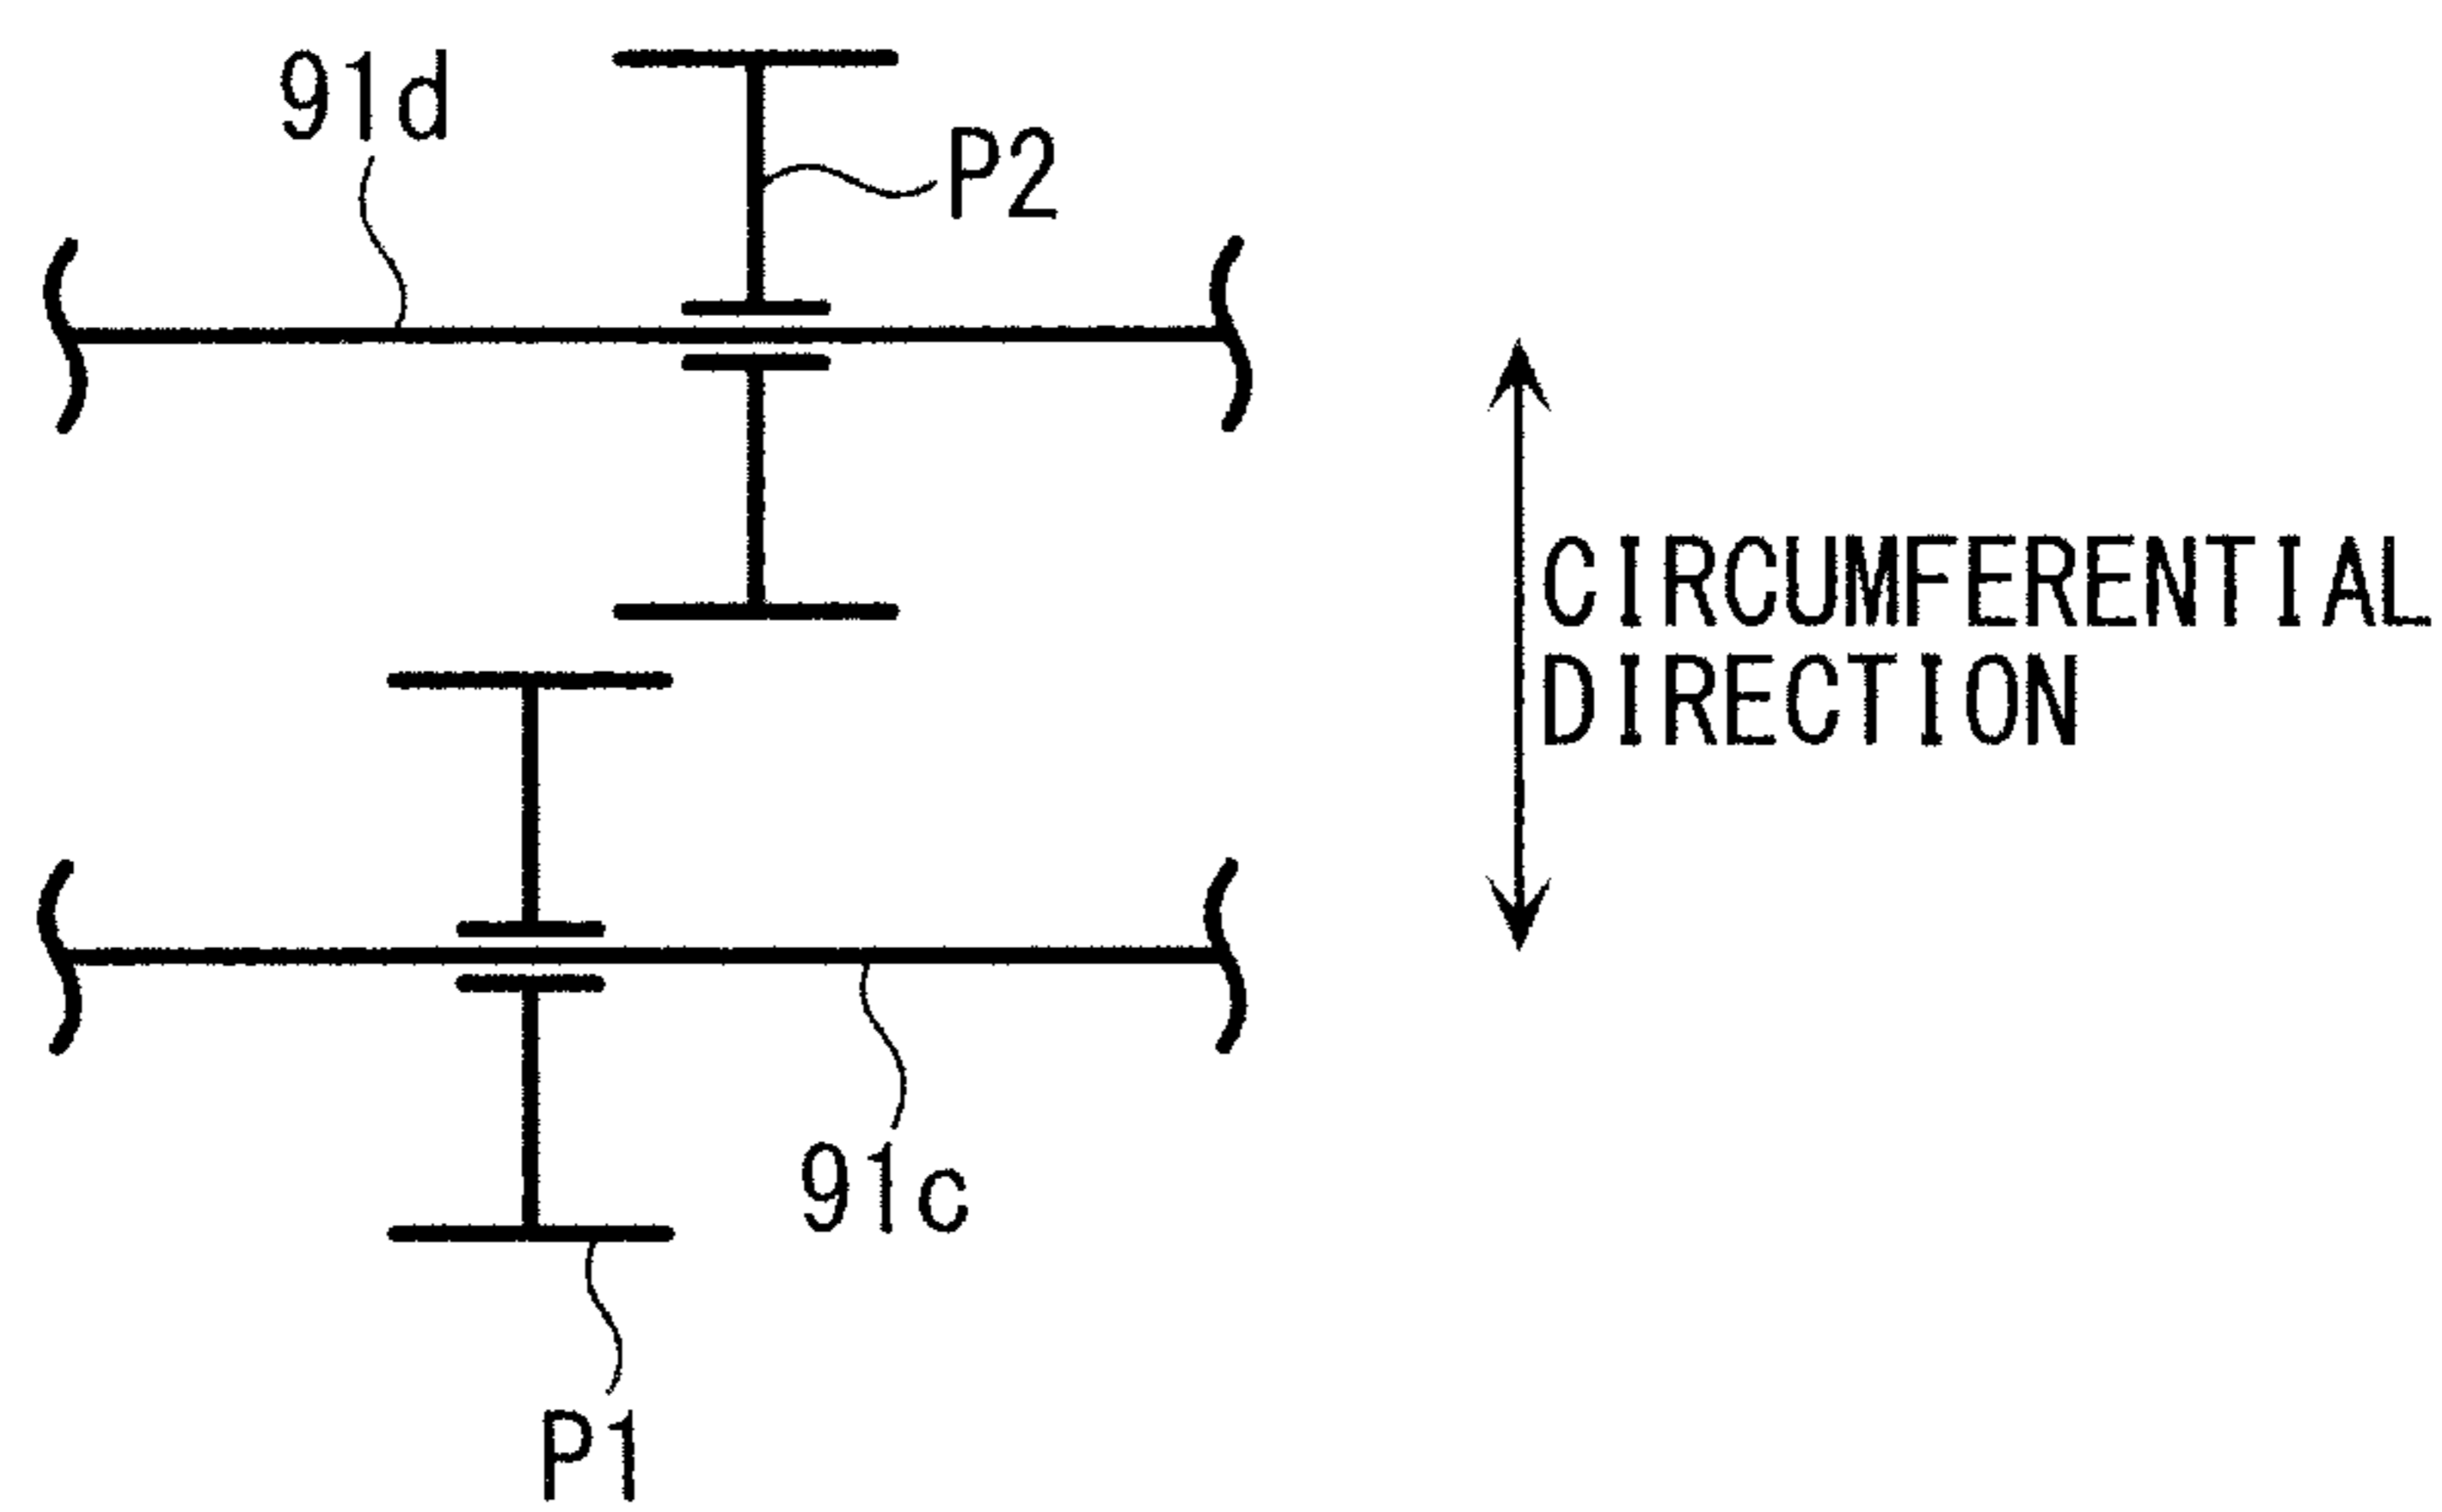 91d
P2
CIRCUMFERENTIAL
DIRECTION
91c
P1